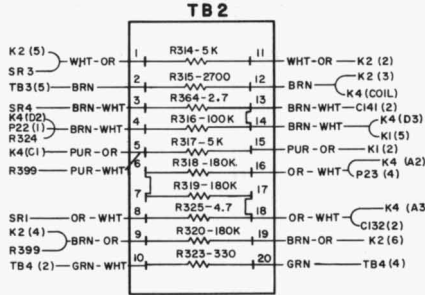 TB2
K2 (5) SR3 WHT-OR 1 R314-5K 11 WHT-OR K2 (2)
TB3(5) BRN 2 R315-2700 12 BRN K2 (3) K4 (COIL)
SR4 BRN-WHT 3 R364-2.7 13 BRN-WHT C141 (2)
K4(D2) P22 (1) R324 BRN-WHT 4 R316-100K 14 BRN-WHT K4 (D3) K1 (5)
K4(C1) PUR-OR 5 R317-5K 15 PUR-OR K1 (2)
R399 PUR-WHT 6 R318-180K 16 OR-WHT K4 (A2) P23 (4)
7 R319-180K 17
SR1 OR-WHT 8 R325-4.7 18 OR-WHT K4 (A3 C132(2)
K2 (4) R399 BRN-OR 9 R320-180K 19 BRN-OR K2(6)
TB4 (2) GRN-WHT 10 R323-330 20 GRN TB4 (4)